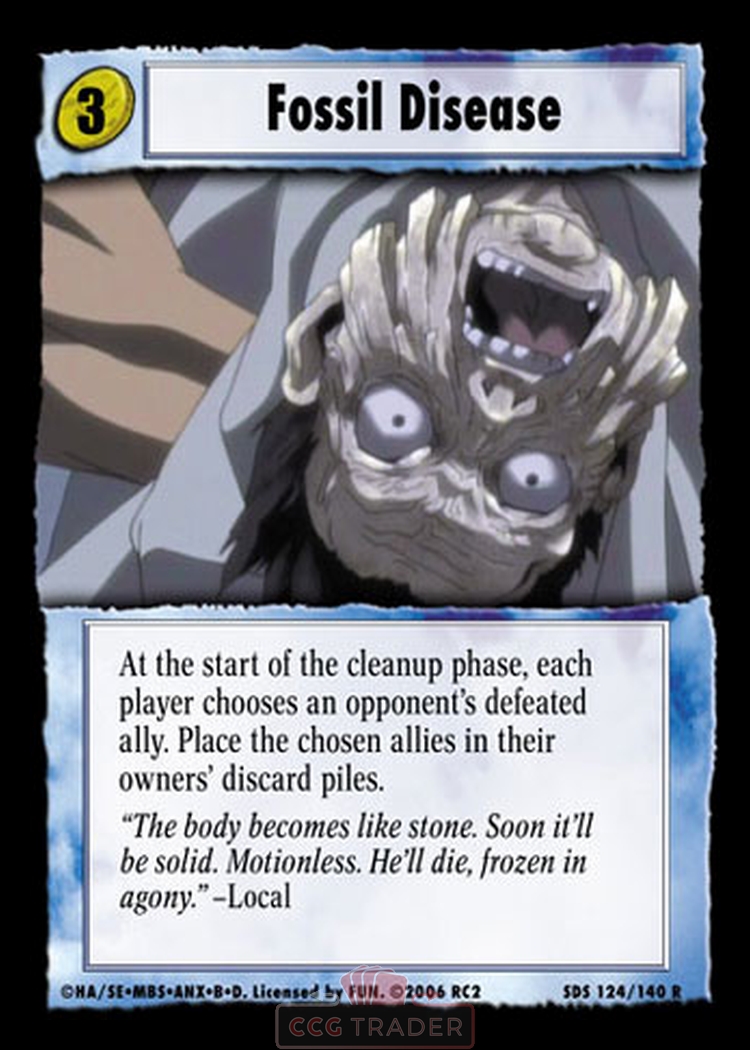 3
Fossil Disease
At the start of the cleanup phase, each
player chooses an opponent's defeated
ally. Place the chosen allies in their
owners' discard piles.
“The body becomes like stone. Soon it'll
be solid. Motionless. He'll die, frozen in
agony.” –Local
©HA/SE•MBS•ANX•B•D. Licensed by FUN. ©2006 RC2
SDS 124/140 R
CCG TRADER